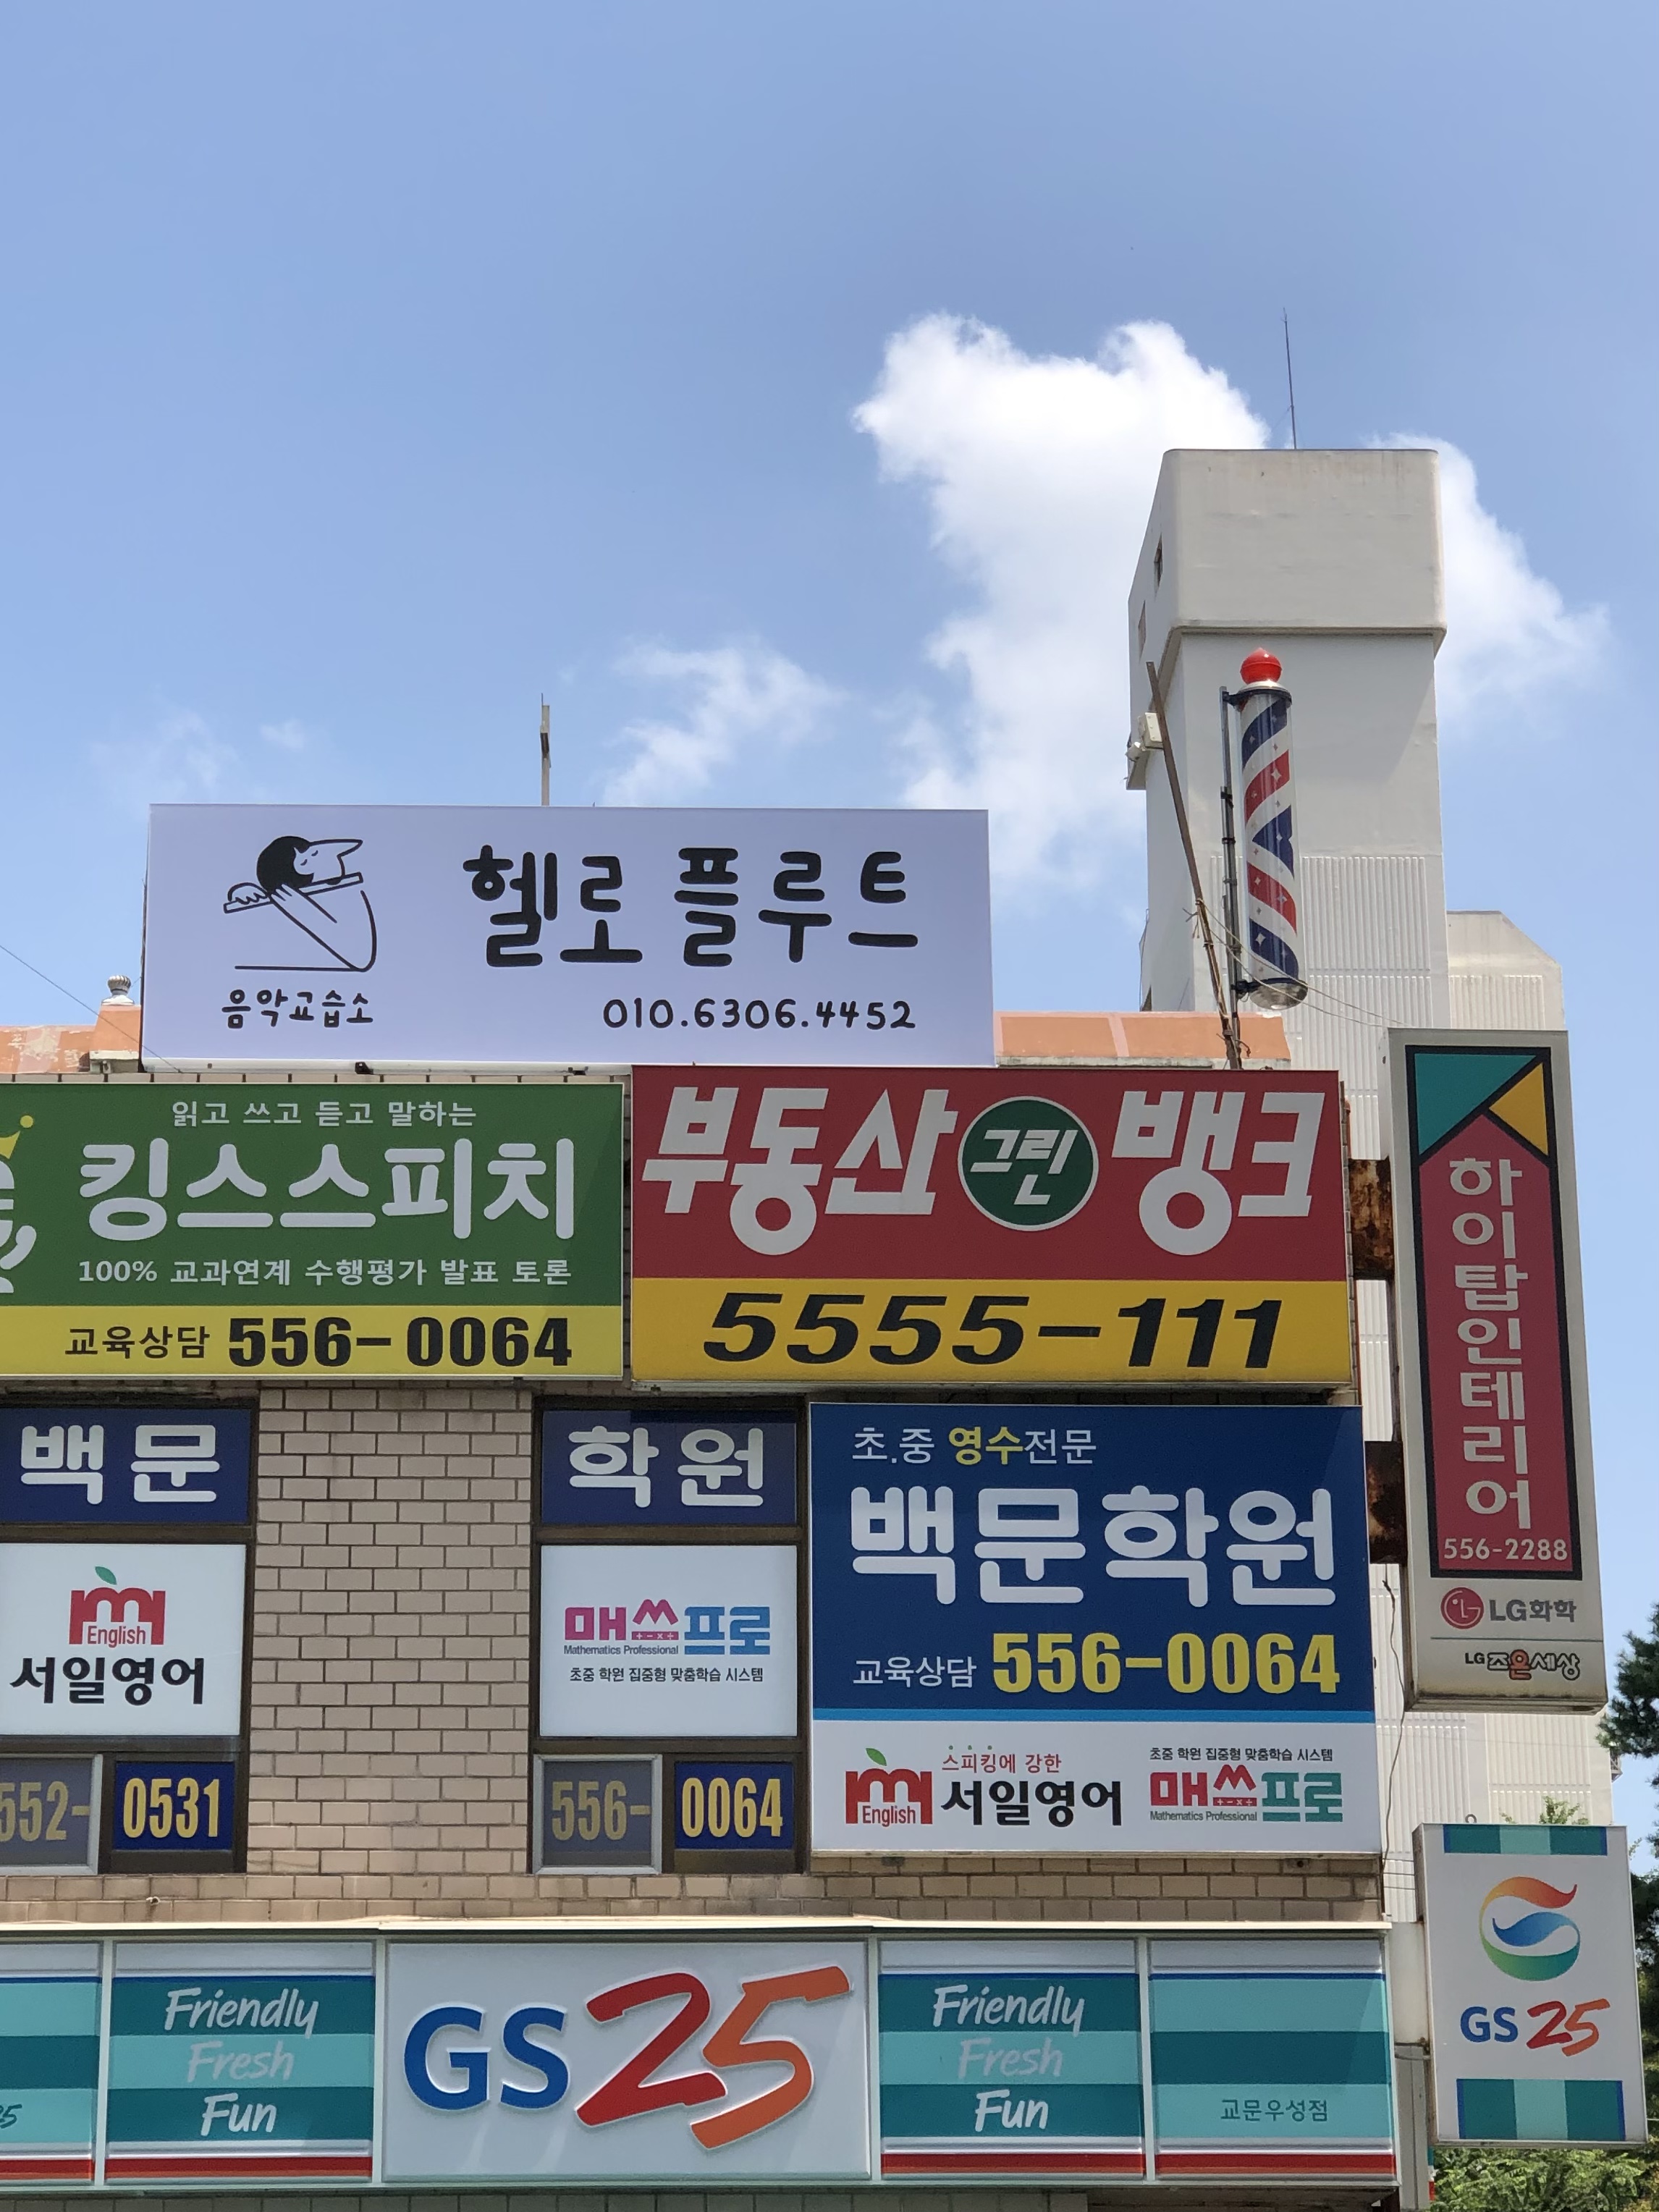 헬로 플루트
음악교습소
010.6306.4452
읽고 쓰고 듣고 말하는
킹스스피치
100% 교과연계 수행평가 발표 토론
교육상담 556-0064
부동산 그린 뱅크
5555-111
하이탑인테리어
556-2288
LG화학
LG 조은세상
백문
학원
English
서일영어
매쓰프로
Mathematics Professional
초중 학원 집중형 맞춤학습 시스템
552-0531
556-0064
초.중 영수전문
백문학원
교육상담 556-0064
English
스피킹에 강한
서일영어
초중 학원 집중형 맞춤학습 시스템
매쓰프로
Mathematics Professional
Friendly
Fresh
Fun
GS25
Friendly
Fresh
Fun
교문우성점
GS25